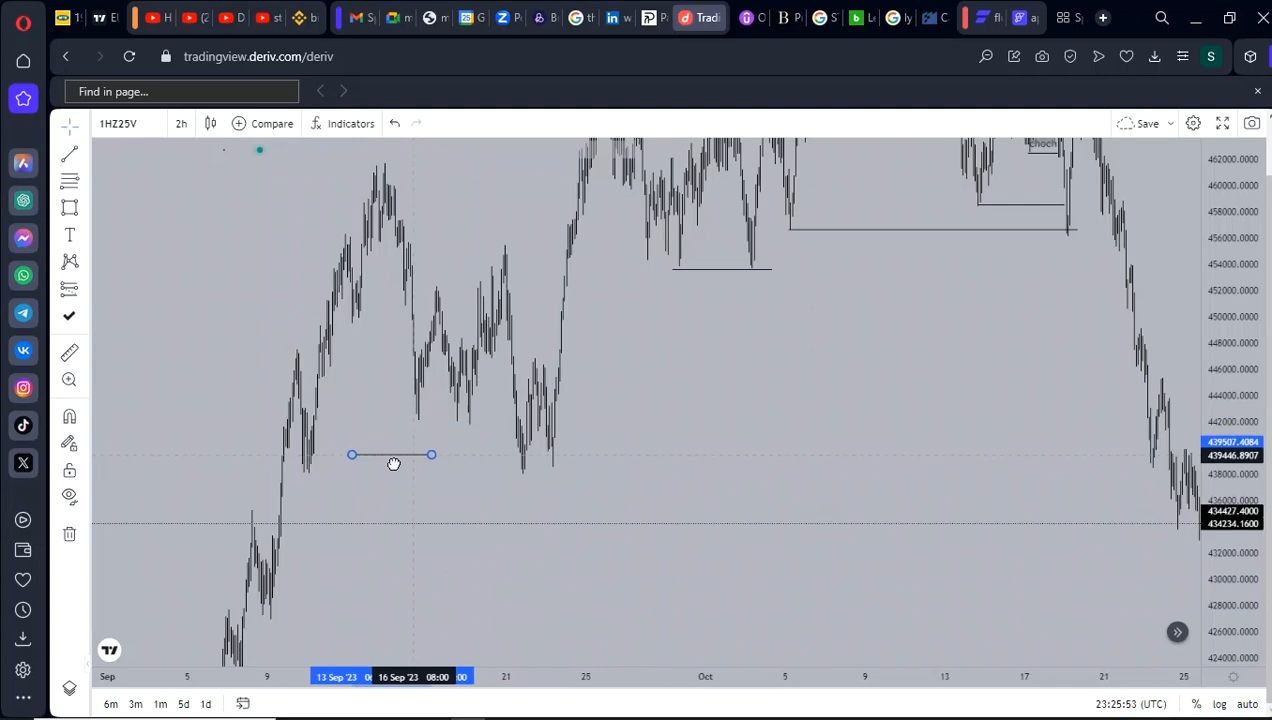 tradingview.deriv.com/deriv
S
Find in page...
1HZ25V
2h
Compare
Indicators
Save
choch
462000.0000
460000.0000
458000.0000
456000.0000
454000.0000
452000.0000
450000.0000
448000.0000
446000.0000
444000.0000
442000.0000
439507.4084
439446.8907
438000.0000
436000.0000
434427.4000
434234.1600
432000.0000
430000.0000
428000.0000
426000.0000
424000.0000
Sep
5
9
13 Sep '23
16 Sep '23 08:00
21
25
Oct
5
9
13
17
21
25
6m
3m
1m
5d
1d
23:25:53 (UTC)
%
log
auto